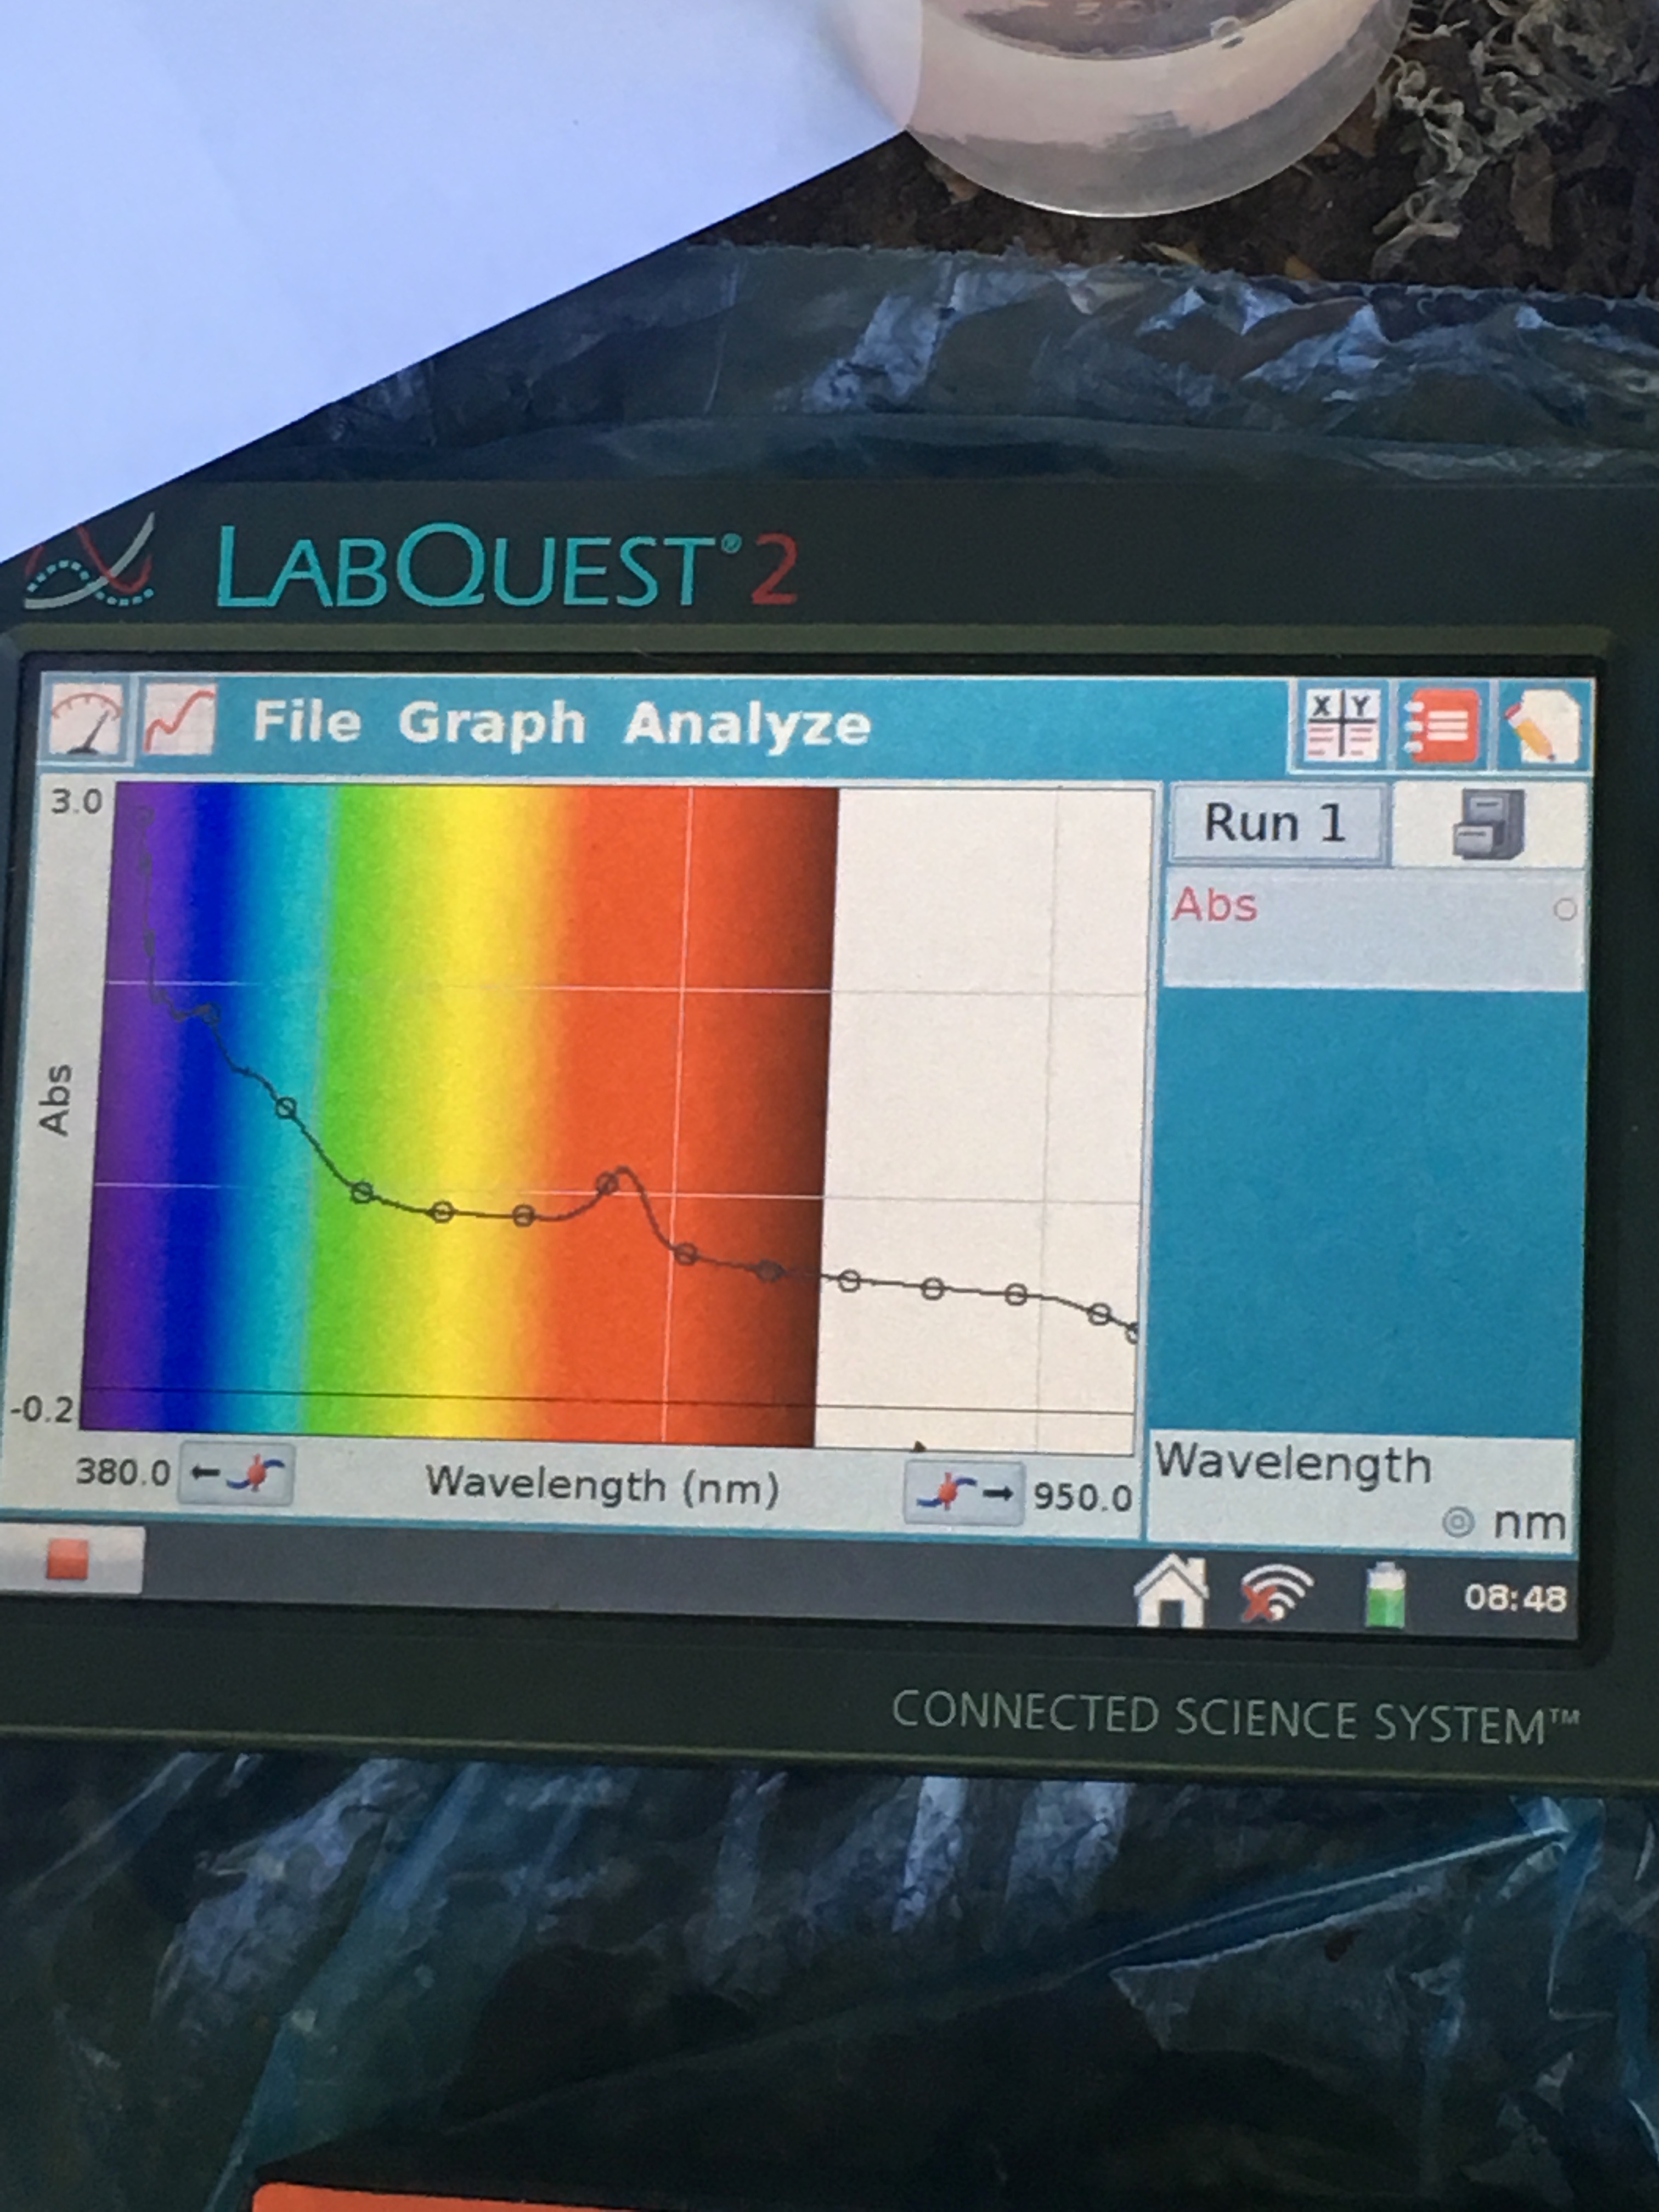 LABQUEST® 2
File Graph Analyze
X Y
3.0
Run 1
Abs
Abs
-0.2
380.0
Wavelength (nm)
950.0
Wavelength
nm
08:48
CONNECTED SCIENCE SYSTEM™